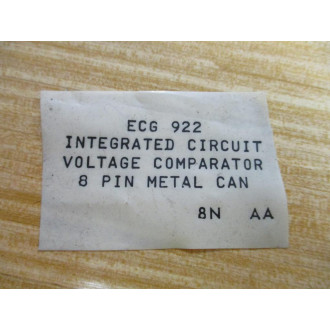 ECG 922
INTEGRATED CIRCUIT
VOLTAGE COMPARATOR
8 PIN METAL CAN
8N AA